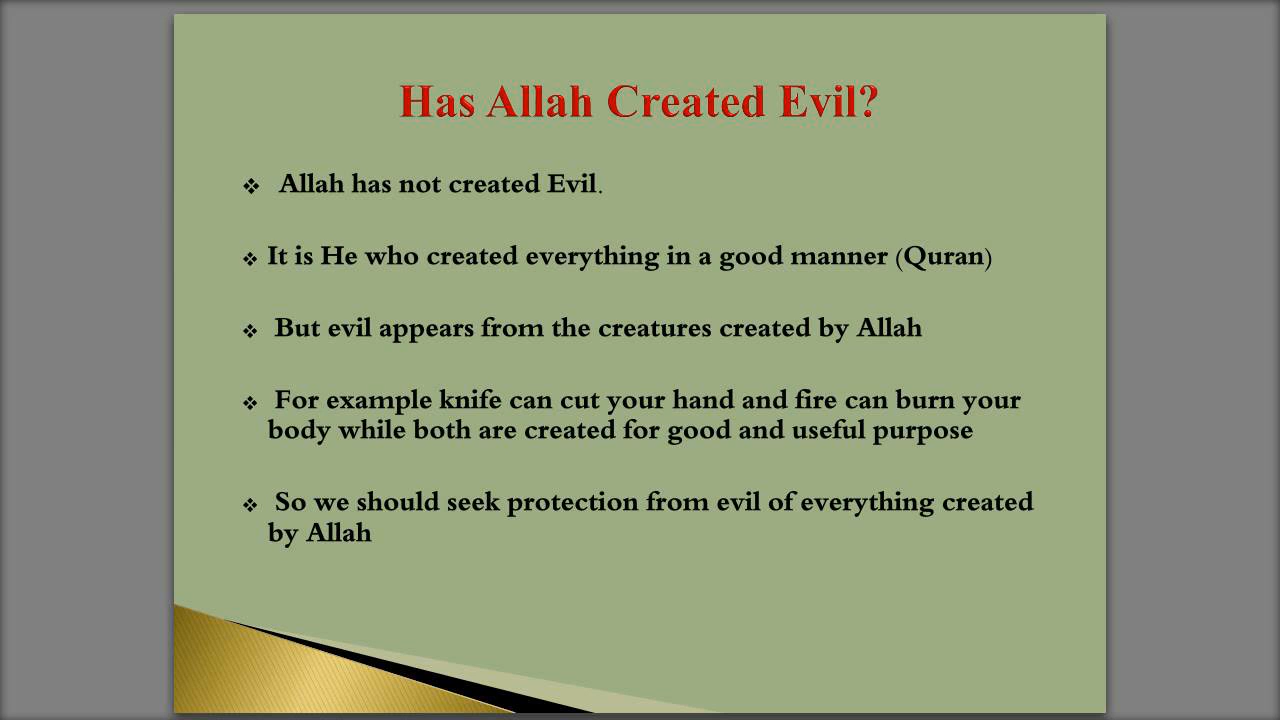 Has Allah Created Evil?
❖ Allah has not created Evil.
❖ It is He who created everything in a good manner (Quran)
❖ But evil appears from the creatures created by Allah
❖ For example knife can cut your hand and fire can burn your
body while both are created for good and useful purpose
❖ So we should seek protection from evil of everything created
by Allah